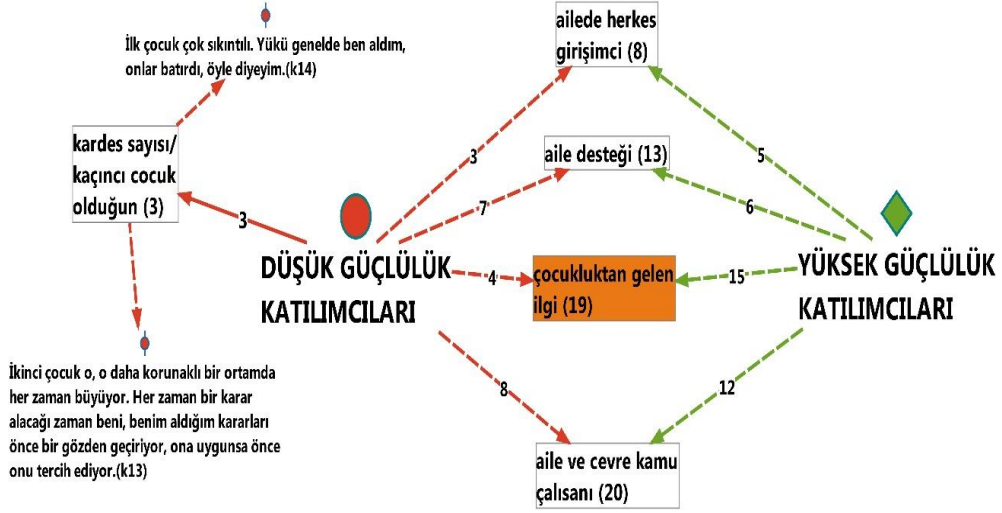 İlk çocuk çok sıkıntılı. Yükü genelde ben aldım,
onlar batırdı, öyle diyeyim.(k14)
ailede herkes
girişimci (8)
kardes sayısı/
kaçıncı cocuk
olduğun (3)
3
aile desteği (13)
5
3
7
6
DÜŞÜK GÜÇLÜLÜK
KATILIMCILARI
4
çocukluktan gelen
ilgi (19)
15
YÜKSEK GÜÇLÜLÜK
KATILIMCILARI
İkinci çocuk o, o daha korunaklı bir ortamda
her zaman büyüyor. Her zaman bir karar
alacağı zaman beni, benim aldığım kararları
önce bir gözden geçiriyor, ona uygunsa önce
onu tercih ediyor.(k13)
8
12
aile ve cevre kamu
çalısanı (20)